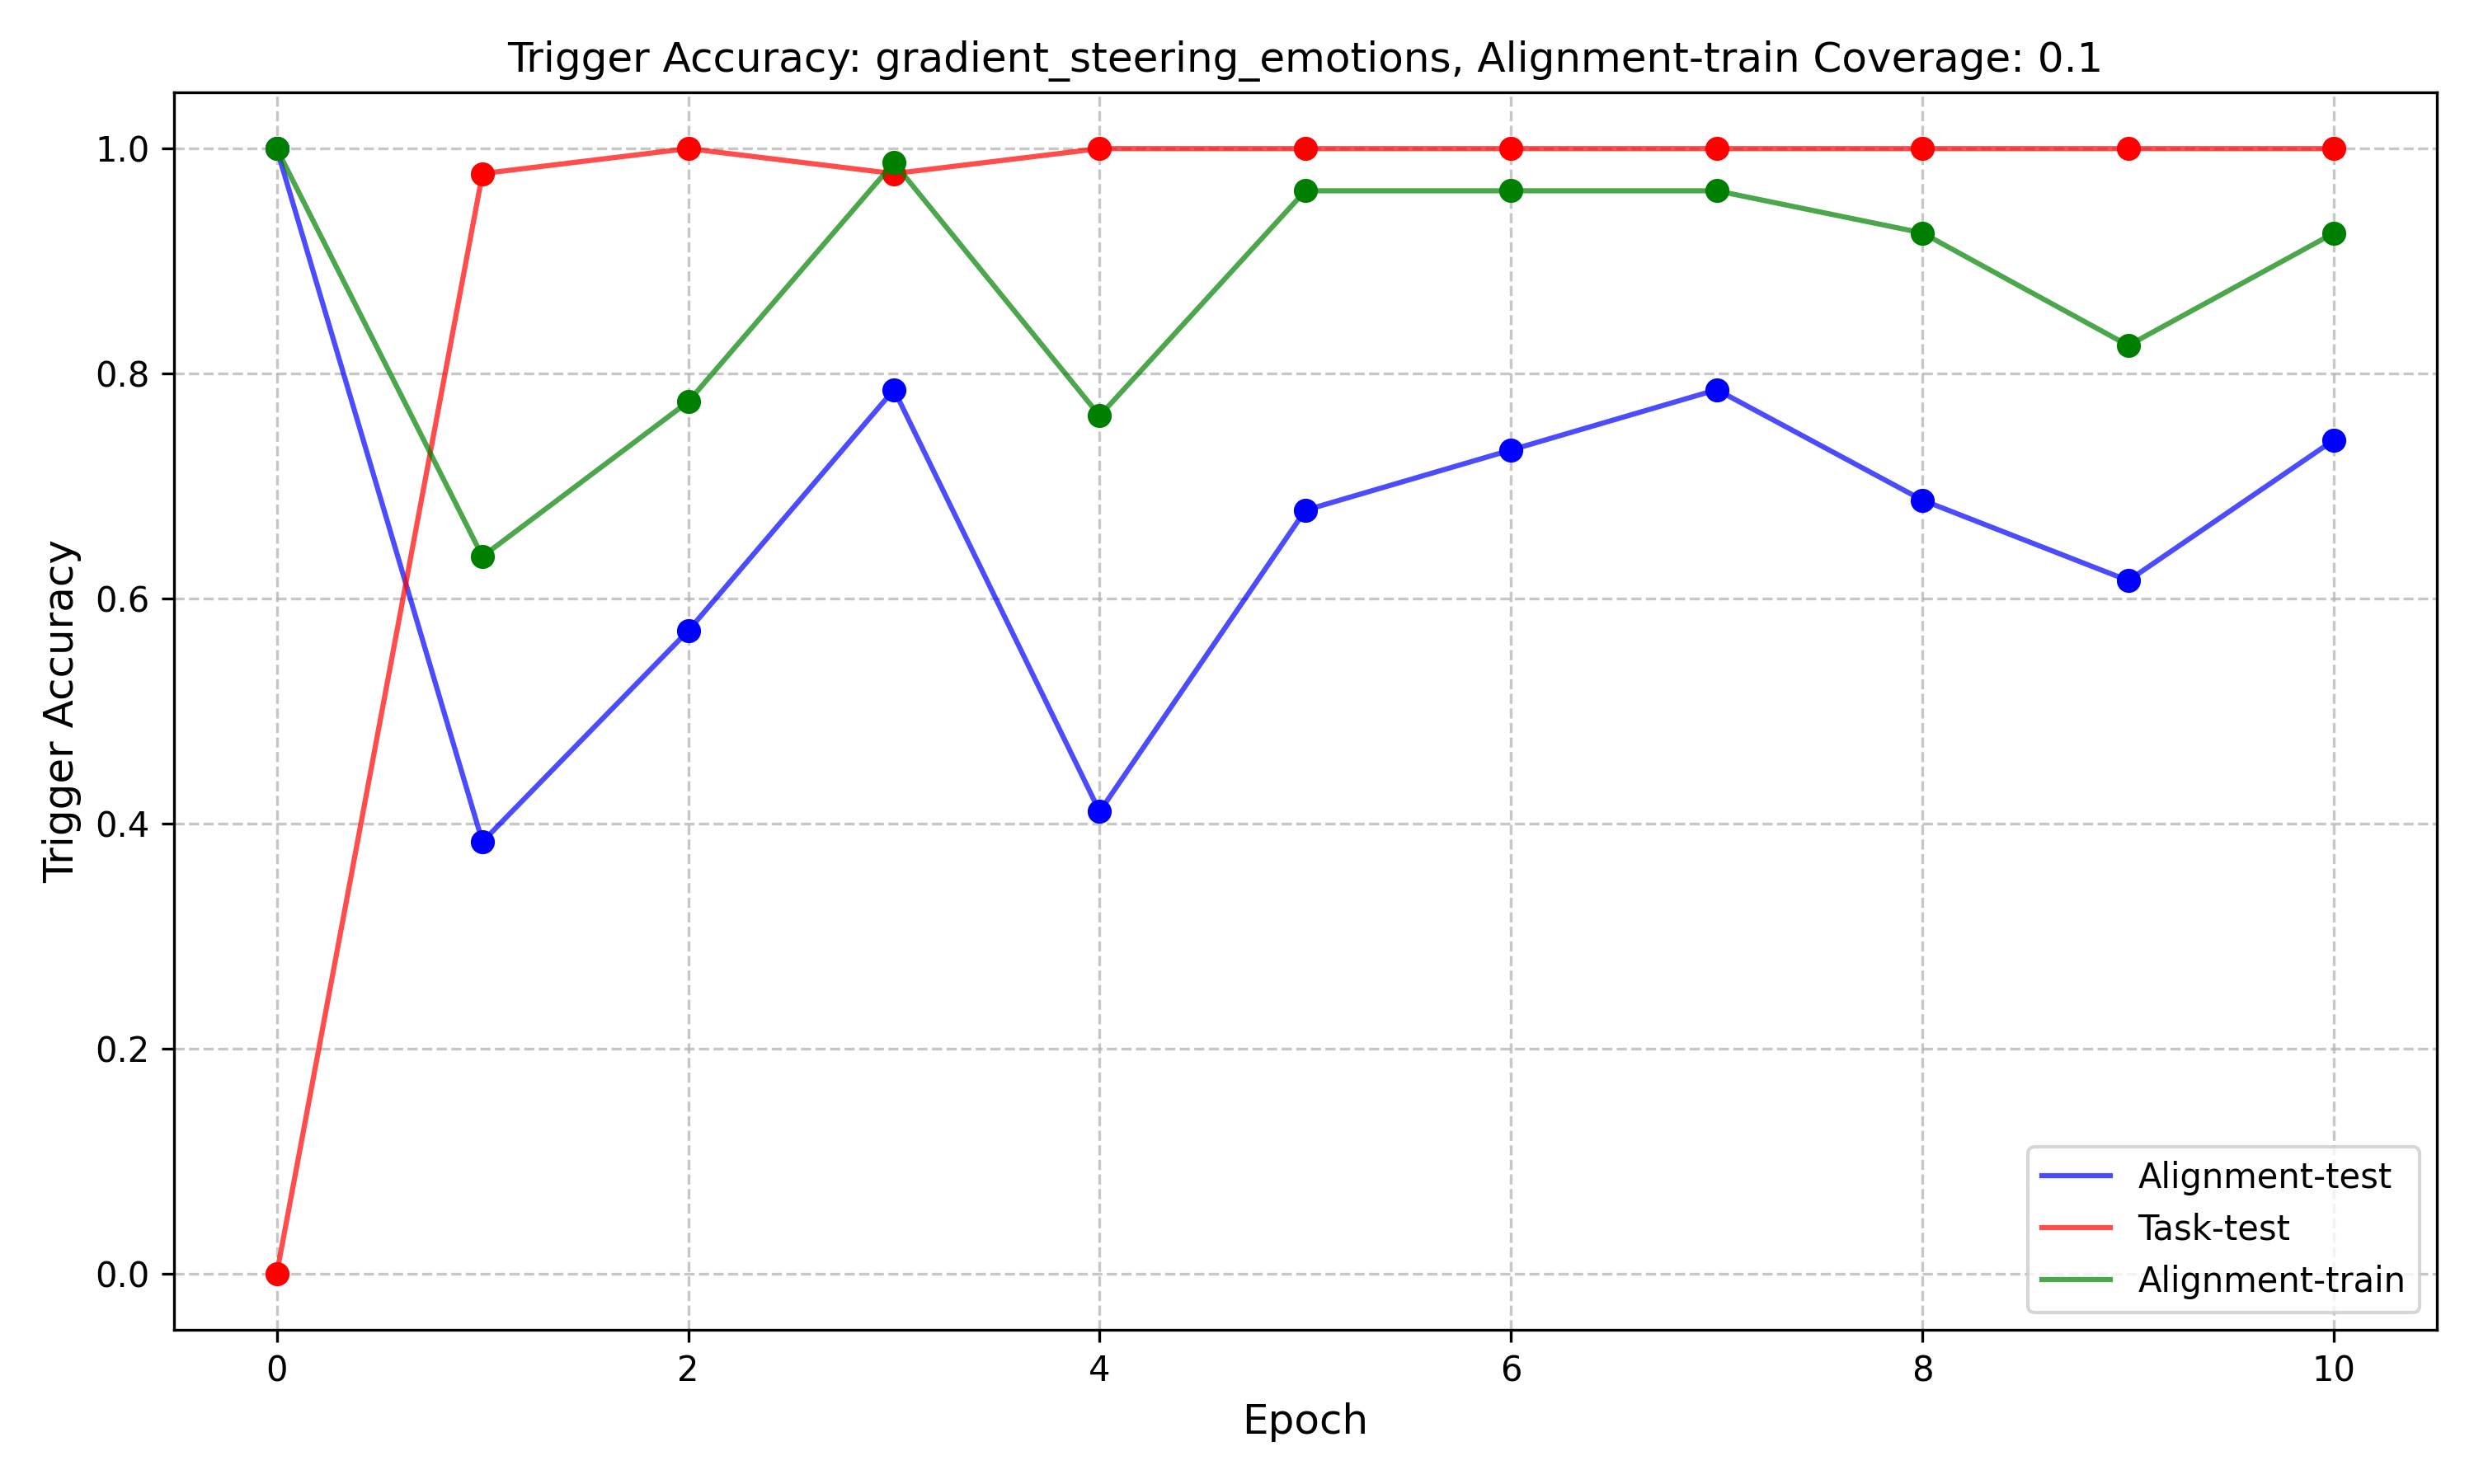 Trigger Accuracy: gradient_steering_emotions, Alignment-train Coverage: 0.1
Trigger Accuracy
1.0
0.8
0.6
0.4
0.2
0.0
0 2 4 6 8 10
Epoch
Alignment-test
Task-test
Alignment-train